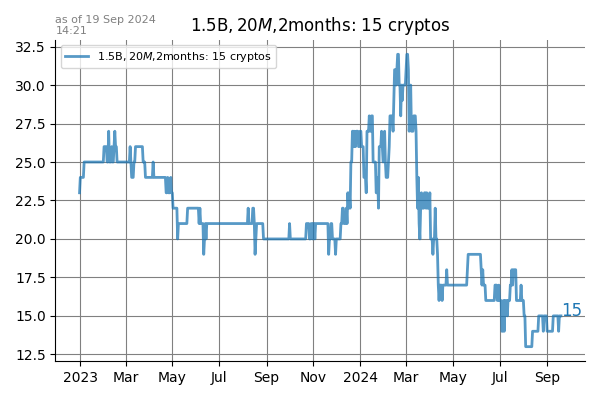 as of 19 Sep 2024
14:21
1.5B, 20M,2months: 15 cryptos
1.5B, 20M,2months: 15 cryptos
32.5
30.0
27.5
25.0
22.5
20.0
17.5
15.0
12.5
15
2023 Mar May Jul Sep Nov 2024 Mar May Jul Sep